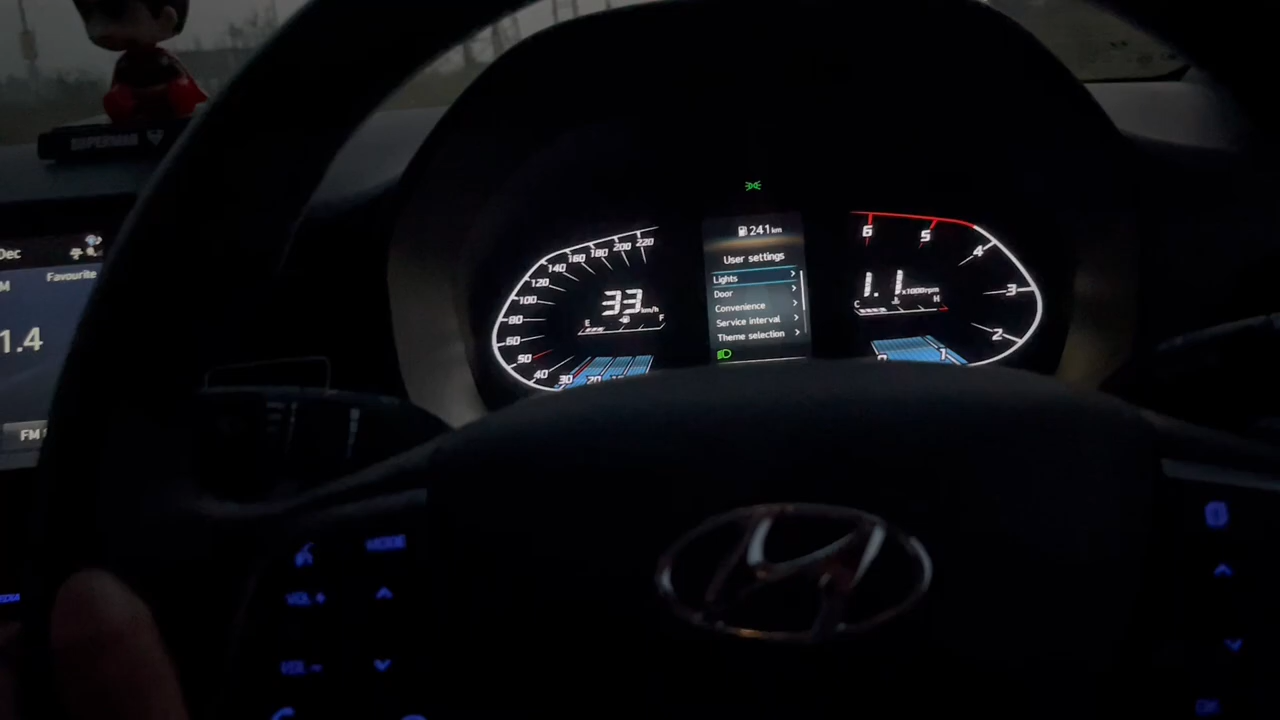 SUPERMAN
Dec
M
Favourite
1.4
FM
220
200
180
160
140
120
100
80
60
50
40
30
20
33 km/h
E
F
241 km
User settings
Lights
Door
Convenience
Service interval
Theme selection
6
5
4
3
2
1
0
1.1 x1000rpm
C
H
MODE
VOL +
VOL -
OK